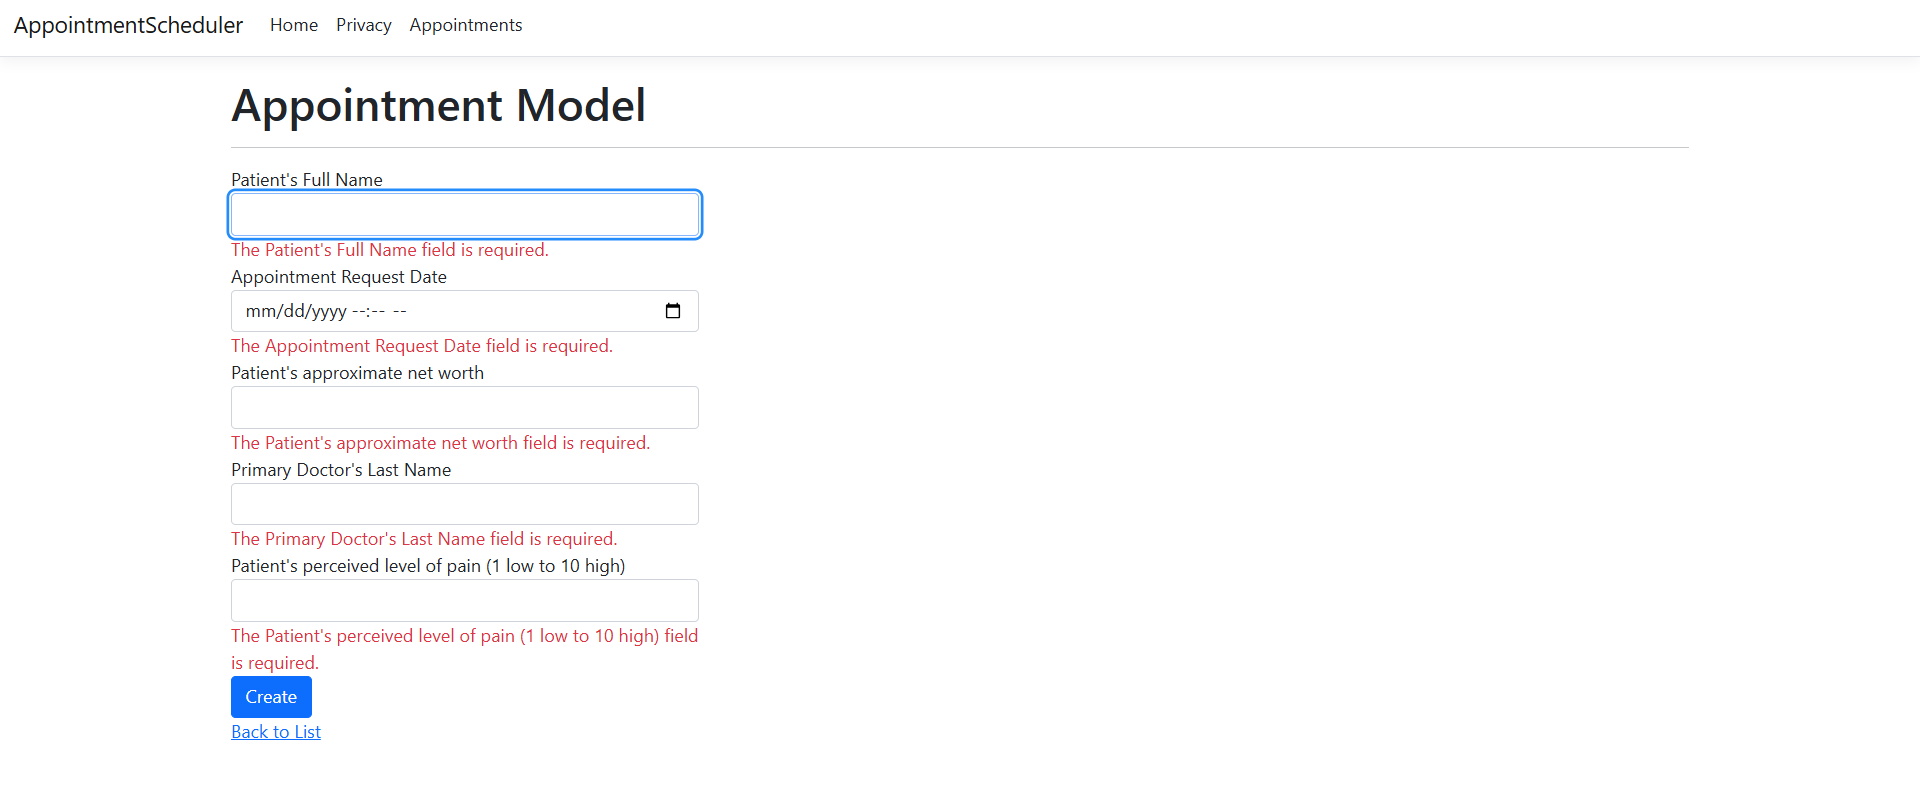 AppointmentScheduler Home Privacy Appointments
Appointment Model
Patient's Full Name
The Patient's Full Name field is required.
Appointment Request Date
mm/dd/yyyy --:-- --
The Appointment Request Date field is required.
Patient's approximate net worth
The Patient's approximate net worth field is required.
Primary Doctor's Last Name
The Primary Doctor's Last Name field is required.
Patient's perceived level of pain (1 low to 10 high)
The Patient's perceived level of pain (1 low to 10 high) field
is required.
Create
Back to List